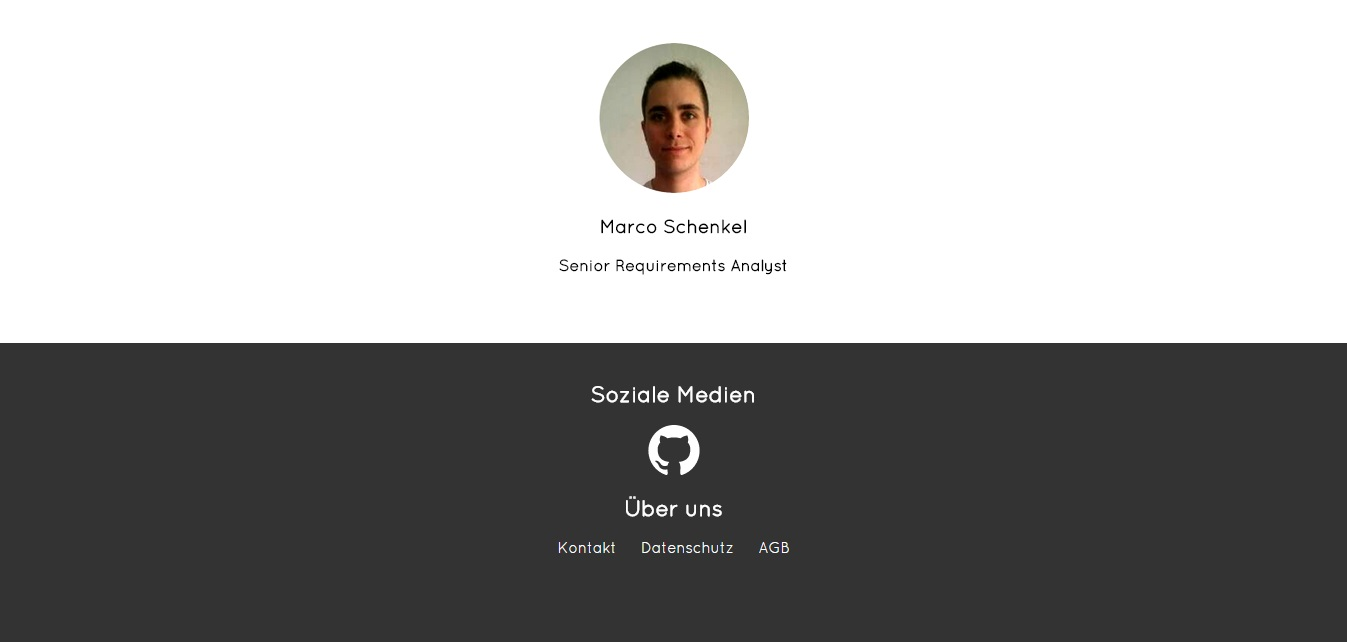 Marco Schenkel
Senior Requirements Analyst
Soziale Medien
Über uns
Kontakt Datenschutz AGB